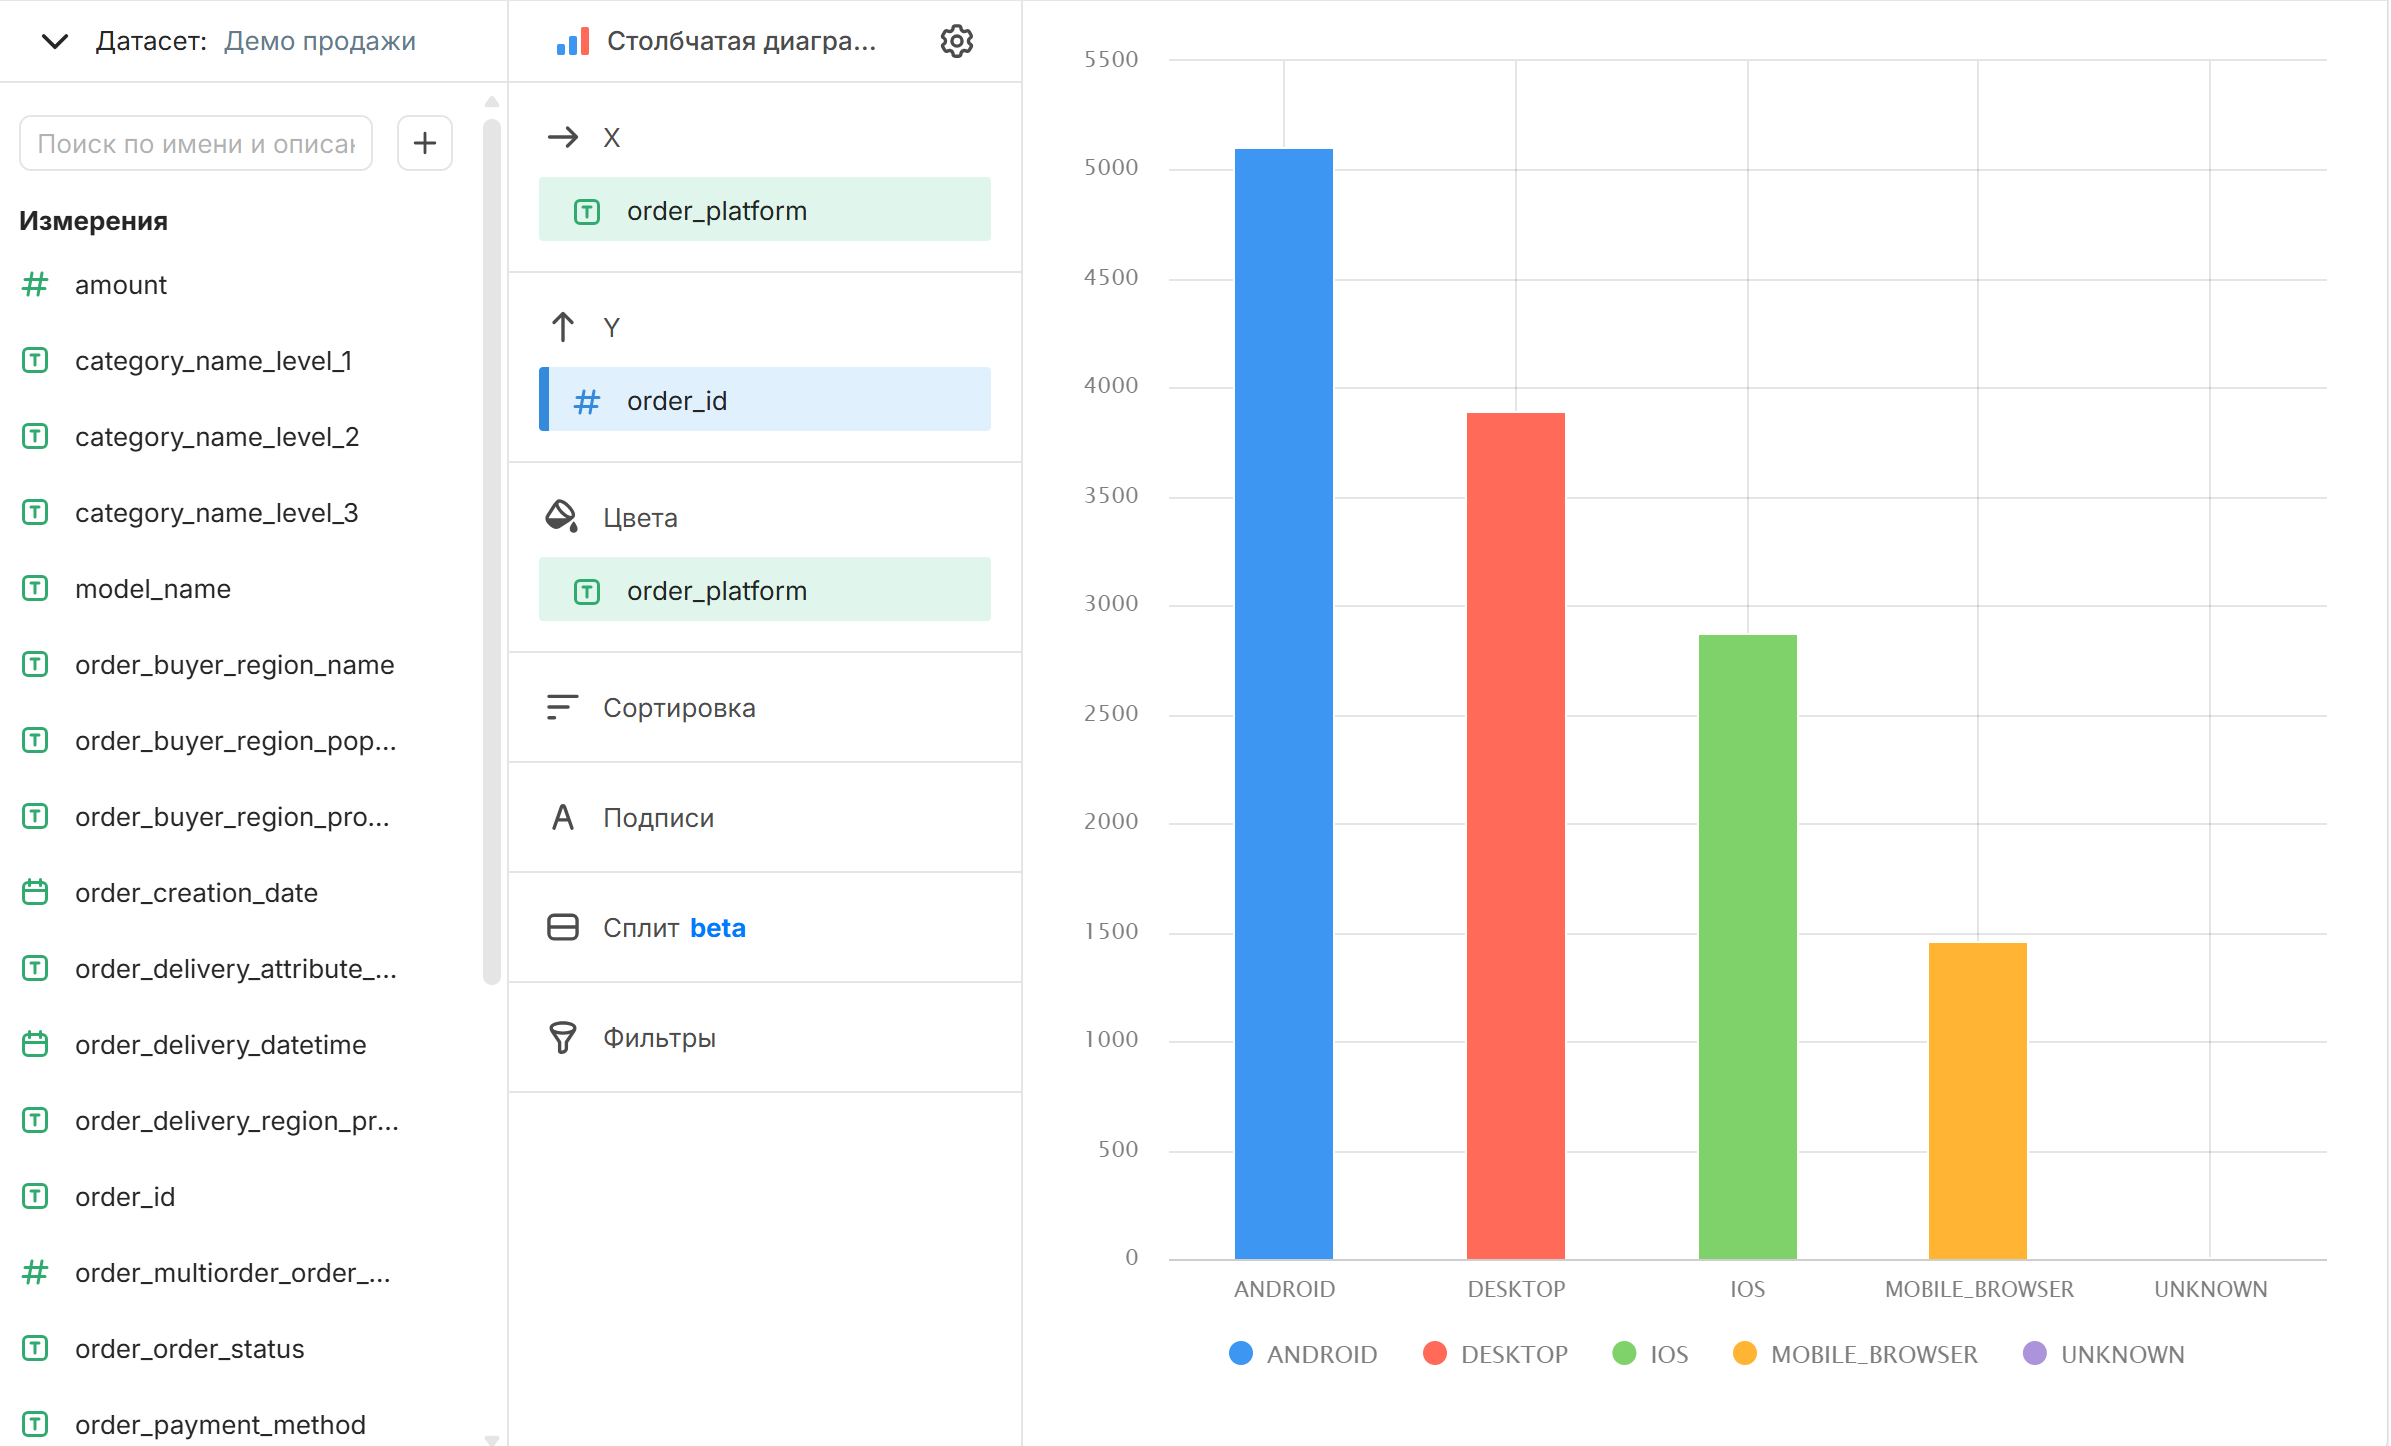 Датасет: Демо продажи
Поиск по имени и описан
Измерения
amount
category_name_level_1
category_name_level_2
category_name_level_3
model_name
order_buyer_region_name
order_buyer_region_pop...
order_buyer_region_pro...
order_creation_date
order_delivery_attribute_...
order_delivery_datetime
order_delivery_region_pr...
order_id
order_multiorder_order_...
order_order_status
order_payment_method
Столбчатая диагра...
X
order_platform
Y
order_id
Цвета
order_platform
Сортировка
Подписи
Сплит beta
Фильтры
5500
5000
4500
4000
3500
3000
2500
2000
1500
1000
500
0
ANDROID DESKTOP IOS MOBILE_BROWSER UNKNOWN
ANDROID DESKTOP IOS MOBILE_BROWSER UNKNOWN